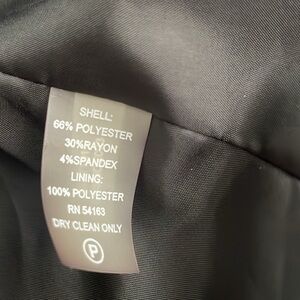 SHELL:
66% POLYESTER
30%RAYON
4%SPANDEX
LINING:
100% POLYESTER
RN 54163
DRY CLEAN ONLY
P